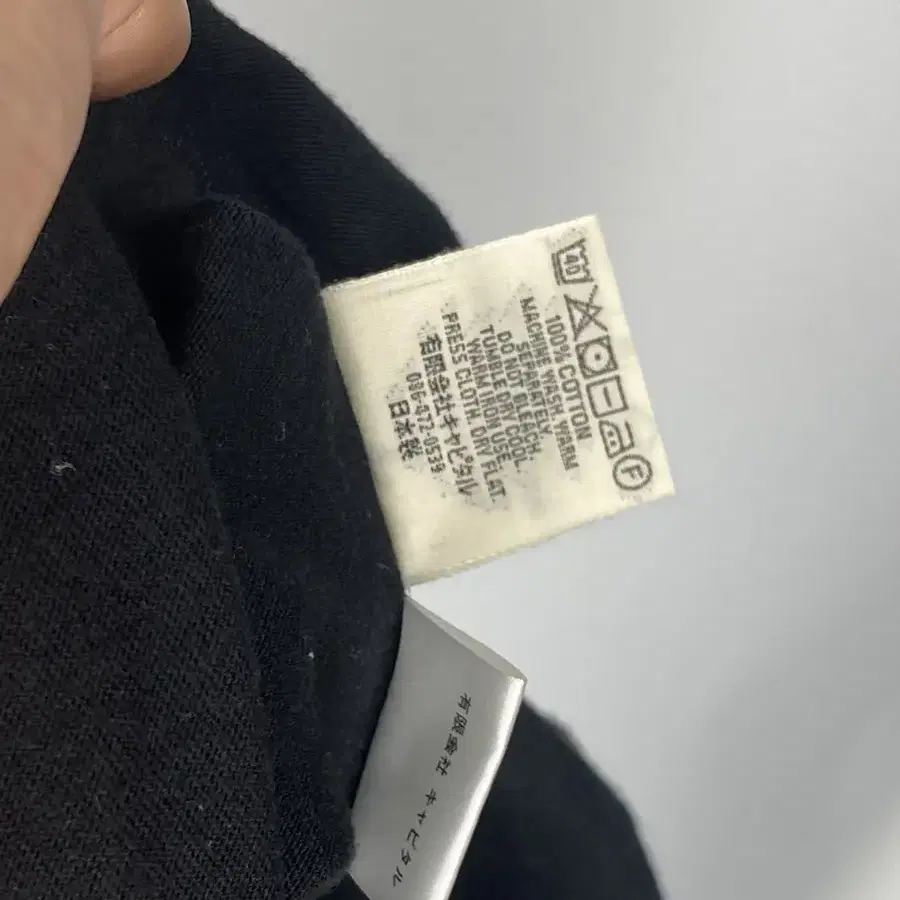 40
F
100% COTTON
MACHINE WASH, WARM
SEPARATELY.
DO NOT BLEACH.
TUMBLE DRY COOL.
WARM IRON USE.
PRESS CLOTH. DRY FLAT.
有限会社キャピタル
086-472-0539
日本製
有限会社 キャピタル